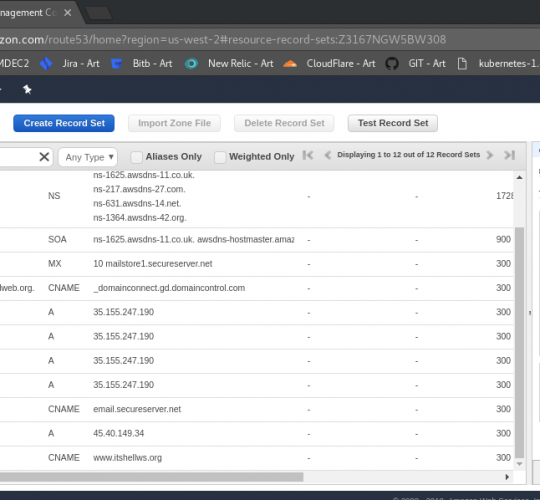 nagement Co
zon.com/route53/home?region=us-west-2#resource-record-sets:Z3167NGW5BW308
MDEC2 Jira - Art Bitb - Art New Relic - Art CloudFlare - Art GIT - Art kubernetes-1.
Create Record Set Import Zone File Delete Record Set Test Record Set
Any Type Aliases Only Weighted Only Displaying 1 to 12 out of 12 Record Sets
ns-1625.awsdns-11.co.uk.
ns-217.awsdns-27.com.
NS - - 1728
ns-631.awsdns-14.net.
ns-1364.awsdns-42.org.
SOA ns-1625.awsdns-11.co.uk. awsdns-hostmaster.amaz - - 900
MX 10 mailstore1.secureserver.net - - 300
lweb.org. CNAME _domainconnect.gd.domaincontrol.com - - 300
A 35.155.247.190 - - 300
A 35.155.247.190 - - 300
A 35.155.247.190 - - 300
A 35.155.247.190 - - 300
CNAME email.secureserver.net - - 300
A 45.40.149.34 - - 300
CNAME www.itshellws.org - - 300